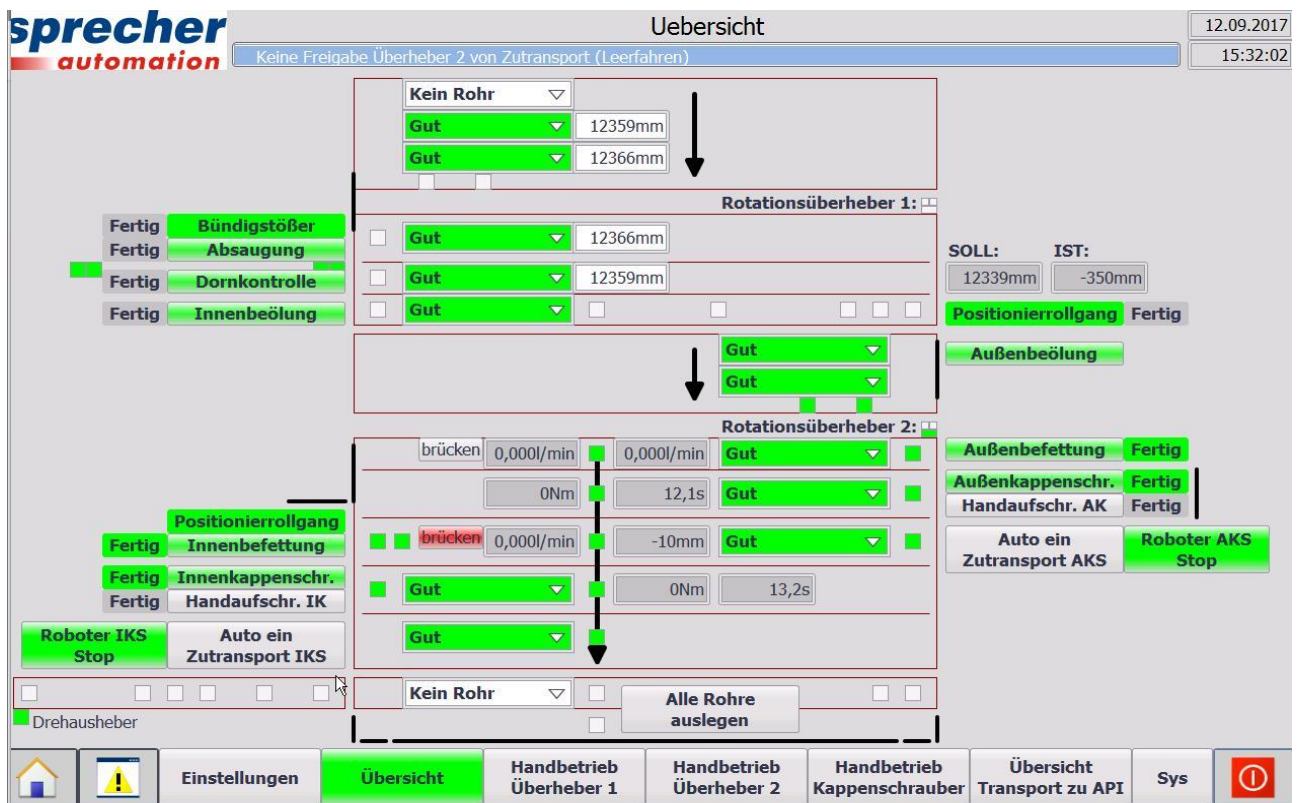 sprecher
automation
Uebersicht
12.09.2017
Keine Freigabe Überheber 2 von Zutransport (Leerfahren)
15:32:02
Kein Rohr
Gut 12359mm
Gut 12366mm
Rotationsüberheber 1:
Fertig Bündigstößer
Fertig Absaugung
Gut 12366mm
SOLL: IST:
Fertig Dornkontrolle
Gut 12359mm
12339mm -350mm
Fertig Innenbeölung
Gut
Positionierrollgang Fertig
Gut
Außenbeölung
Gut
Rotationsüberheber 2:
brücken 0,000l/min 0,000l/min Gut
Außenbefettung Fertig
0Nm 12,1s Gut
Außenkappenschr. Fertig
Handaufschr. AK Fertig
Positionierrollgang
Fertig Innenbefettung
brücken 0,000l/min -10mm Gut
Auto ein
Zutransport AKS
Roboter AKS
Stop
Fertig Innenkappenschr.
Fertig Handaufschr. IK
Gut 0Nm 13,2s
Roboter IKS
Stop
Auto ein
Zutransport IKS
Gut
Kein Rohr
Alle Rohre
auslegen
Drehausheber
Einstellungen
Übersicht
Handbetrieb
Überheber 1
Handbetrieb
Überheber 2
Handbetrieb
Kappenschrauber
Übersicht
Transport zu API
Sys